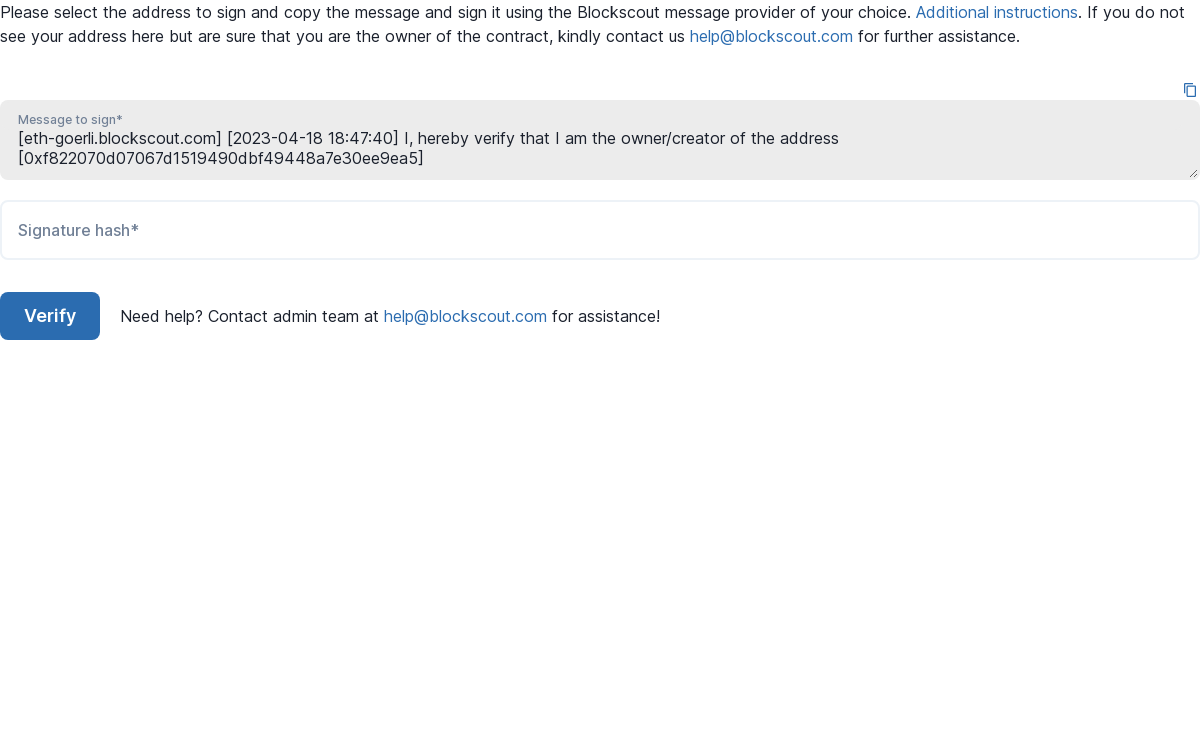 Please select the address to sign and copy the message and sign it using the Blockscout message provider of your choice. Additional instructions. If you do not
see your address here but are sure that you are the owner of the contract, kindly contact us help@blockscout.com for further assistance.
Message to sign*
[eth-goerli.blockscout.com] [2023-04-18 18:47:40] I, hereby verify that I am the owner/creator of the address
[0xf822070d07067d1519490dbf49448a7e30ee9ea5]
Signature hash*
Verify
Need help? Contact admin team at help@blockscout.com for assistance!